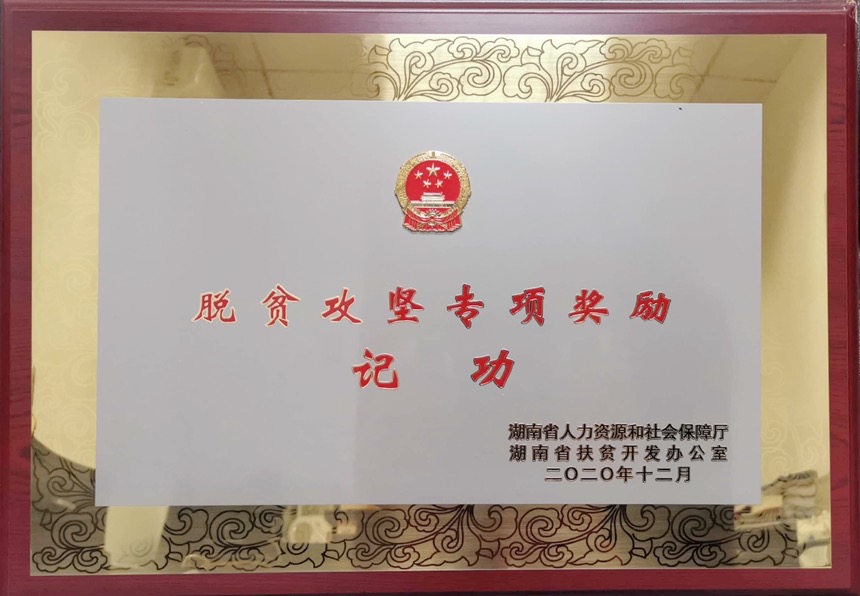 脱贫攻坚专项奖励
记功
湖南省人力资源和社会保障厅
湖南省扶贫开发办公室
二〇二〇年十二月